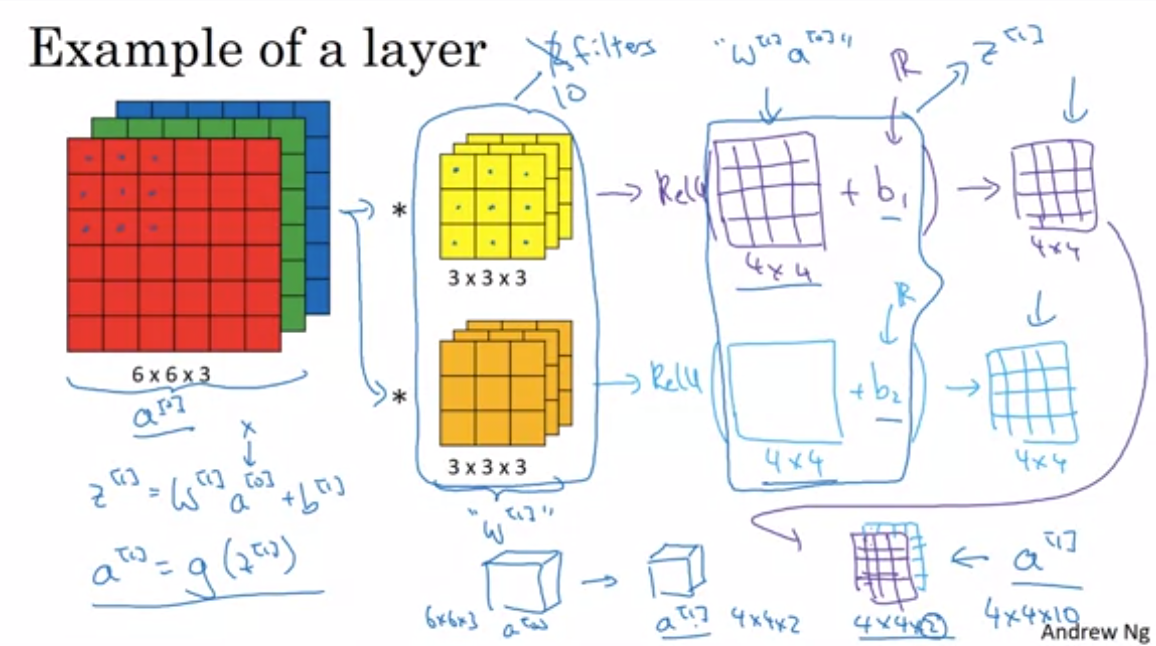 Example of a layer
2 filters
10
"W^[1] a^[0]"
ℝ
z^[1]
*
3 x 3 x 3
→ ReLU ( + b₁ ) →
4 x 4
4 x 4
6 x 6 x 3
a^[0]
*
3 x 3 x 3
ℝ
→ ReLU ( + b₂ ) →
4 x 4
4 x 4
x
z^[1] = W^[1] a^[0] + b^[1]
a^[1] = g(z^[1])
"W^[1]"
6x6x3 a^[0] → a^[1] 4x4x2
4x4x2 ← a^[1]
4x4x10
Andrew Ng